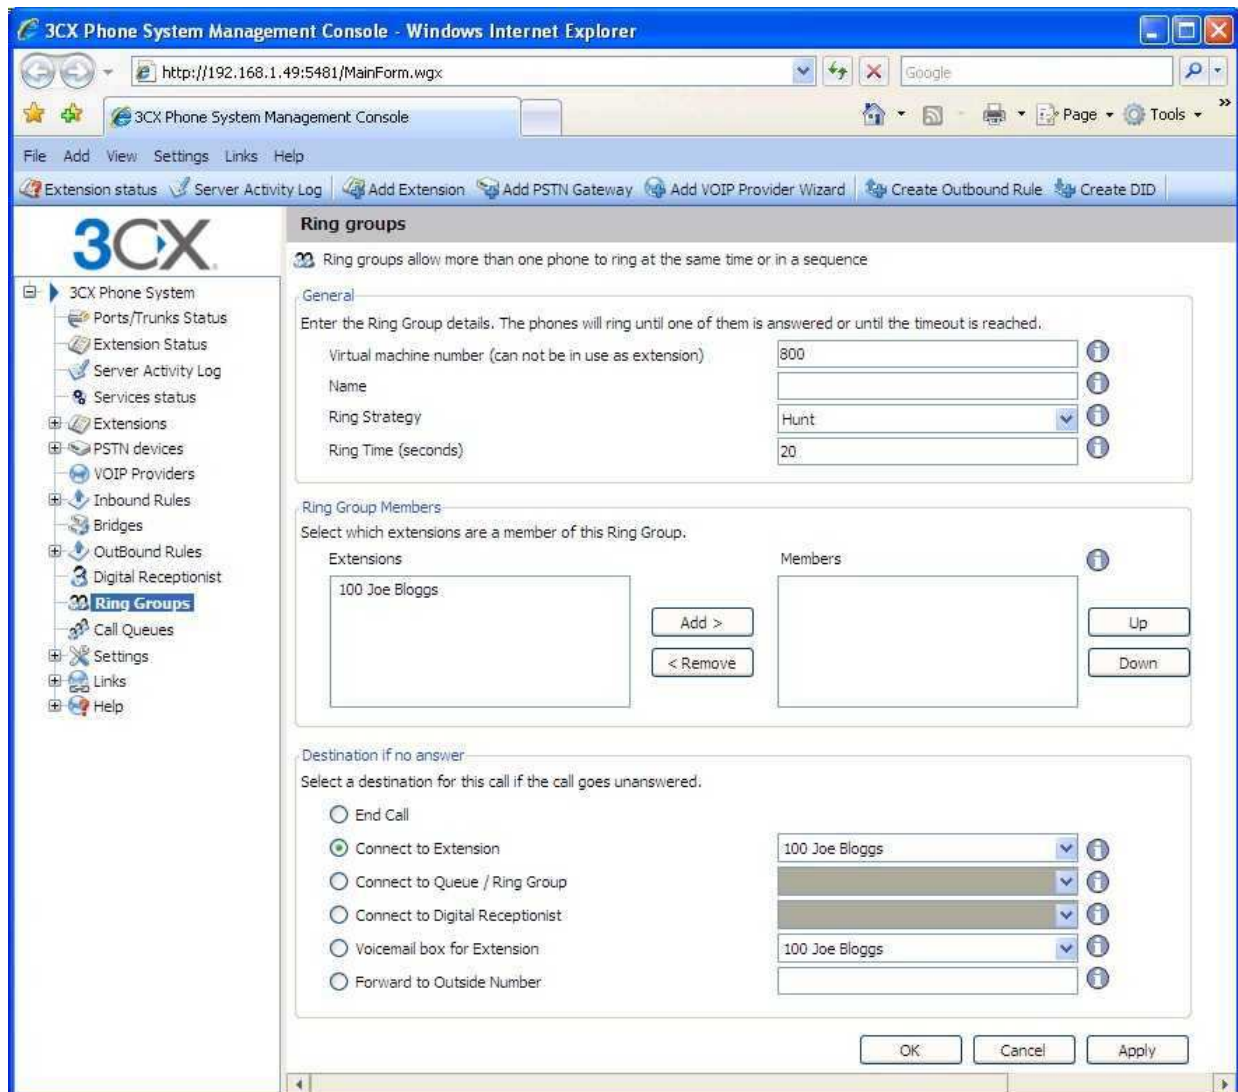 3CX Phone System Management Console - Windows Internet Explorer
http://192.168.1.49:5481/MainForm.wgx
Google
3CX Phone System Management Console
Page
Tools
File Add View Settings Links Help
Extension status Server Activity Log Add Extension Add PSTN Gateway Add VOIP Provider Wizard Create Outbound Rule Create DID
3CX
3CX Phone System
Ports/Trunks Status
Extension Status
Server Activity Log
Services status
Extensions
PSTN devices
VOIP Providers
Inbound Rules
Bridges
OutBound Rules
Digital Receptionist
Ring Groups
Call Queues
Settings
Links
Help
Ring groups
Ring groups allow more than one phone to ring at the same time or in a sequence
General
Enter the Ring Group details. The phones will ring until one of them is answered or until the timeout is reached.
Virtual machine number (can not be in use as extension) 800
Name
Ring Strategy Hunt
Ring Time (seconds) 20
Ring Group Members
Select which extensions are a member of this Ring Group.
Extensions Members
100 Joe Bloggs
Add >
< Remove
Up
Down
Destination if no answer
Select a destination for this call if the call goes unanswered.
End Call
Connect to Extension 100 Joe Bloggs
Connect to Queue / Ring Group
Connect to Digital Receptionist
Voicemail box for Extension 100 Joe Bloggs
Forward to Outside Number
OK Cancel Apply